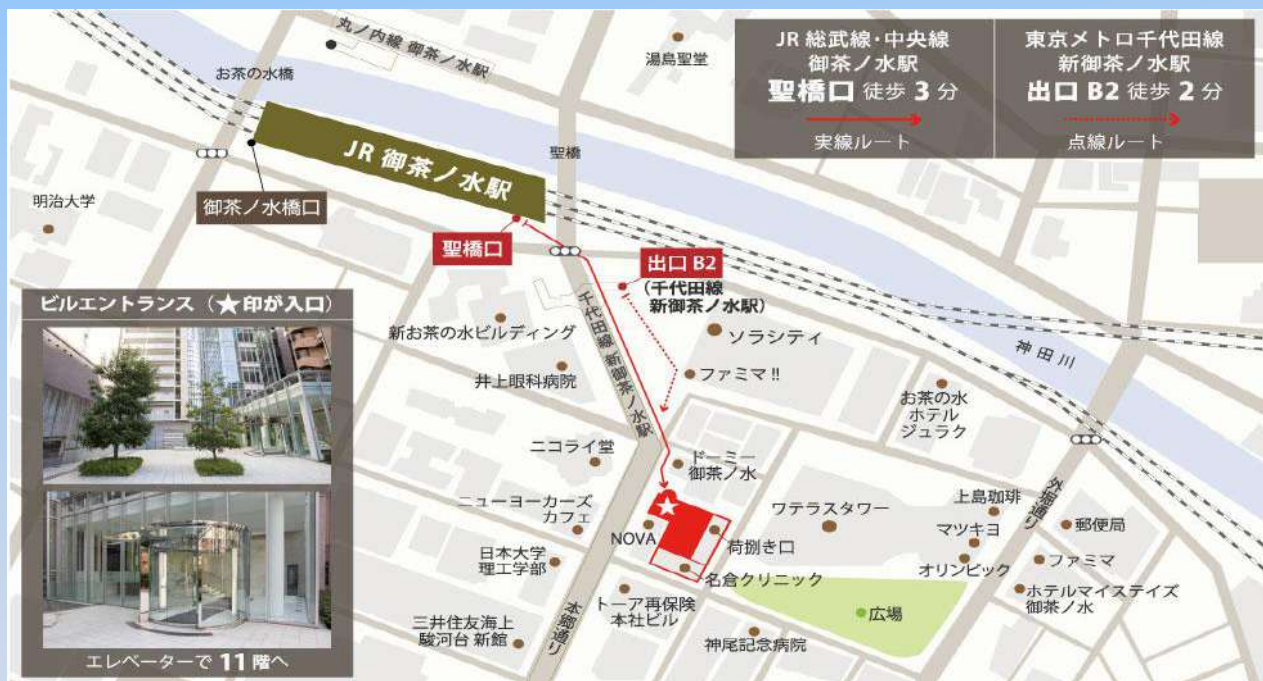 丸ノ内線 御茶ノ水駅
お茶の水橋
湯島聖堂
JR 総武線・中央線
御茶ノ水駅
聖橋口 徒歩 3 分
実線ルート
東京メトロ千代田線
新御茶ノ水駅
出口 B2 徒歩 2 分
点線ルート
JR 御茶ノ水駅
聖橋
明治大学
御茶ノ水橋口
聖橋口
出口 B2
(千代田線
新御茶ノ水駅)
千代田線 新御茶ノ水駅
ビルエントランス (★印が入口)
エレベーターで 11 階へ
新お茶の水ビルディング
ソラシティ
神田川
井上眼科病院
ファミマ!!
お茶の水
ホテル
ジュラク
ニコライ堂
ドーミー
御茶ノ水
ニューヨーカーズ
カフェ
NOVA
荷捌き口
ワテラスタワー
上島珈琲
マツキヨ
オリンピック
外堀通り
郵便局
ファミマ
ホテルマイステイズ
御茶ノ水
日本大学
理工学部
名倉クリニック
トーア再保険
本社ビル
本郷通り
三井住友海上
駿河台 新館
神尾記念病院
広場